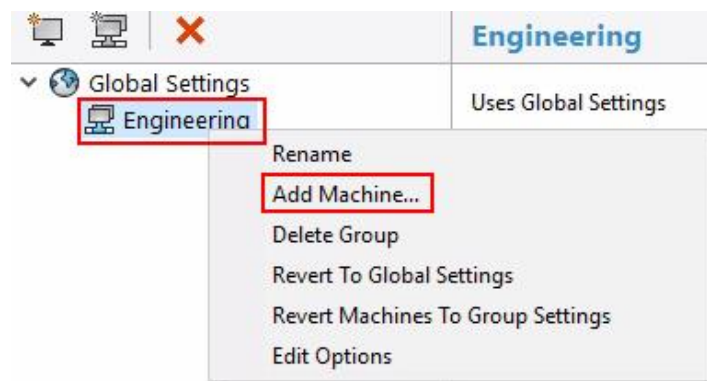 Engineering
Global Settings
Uses Global Settings
Engineering
Rename
Add Machine...
Delete Group
Revert To Global Settings
Revert Machines To Group Settings
Edit Options